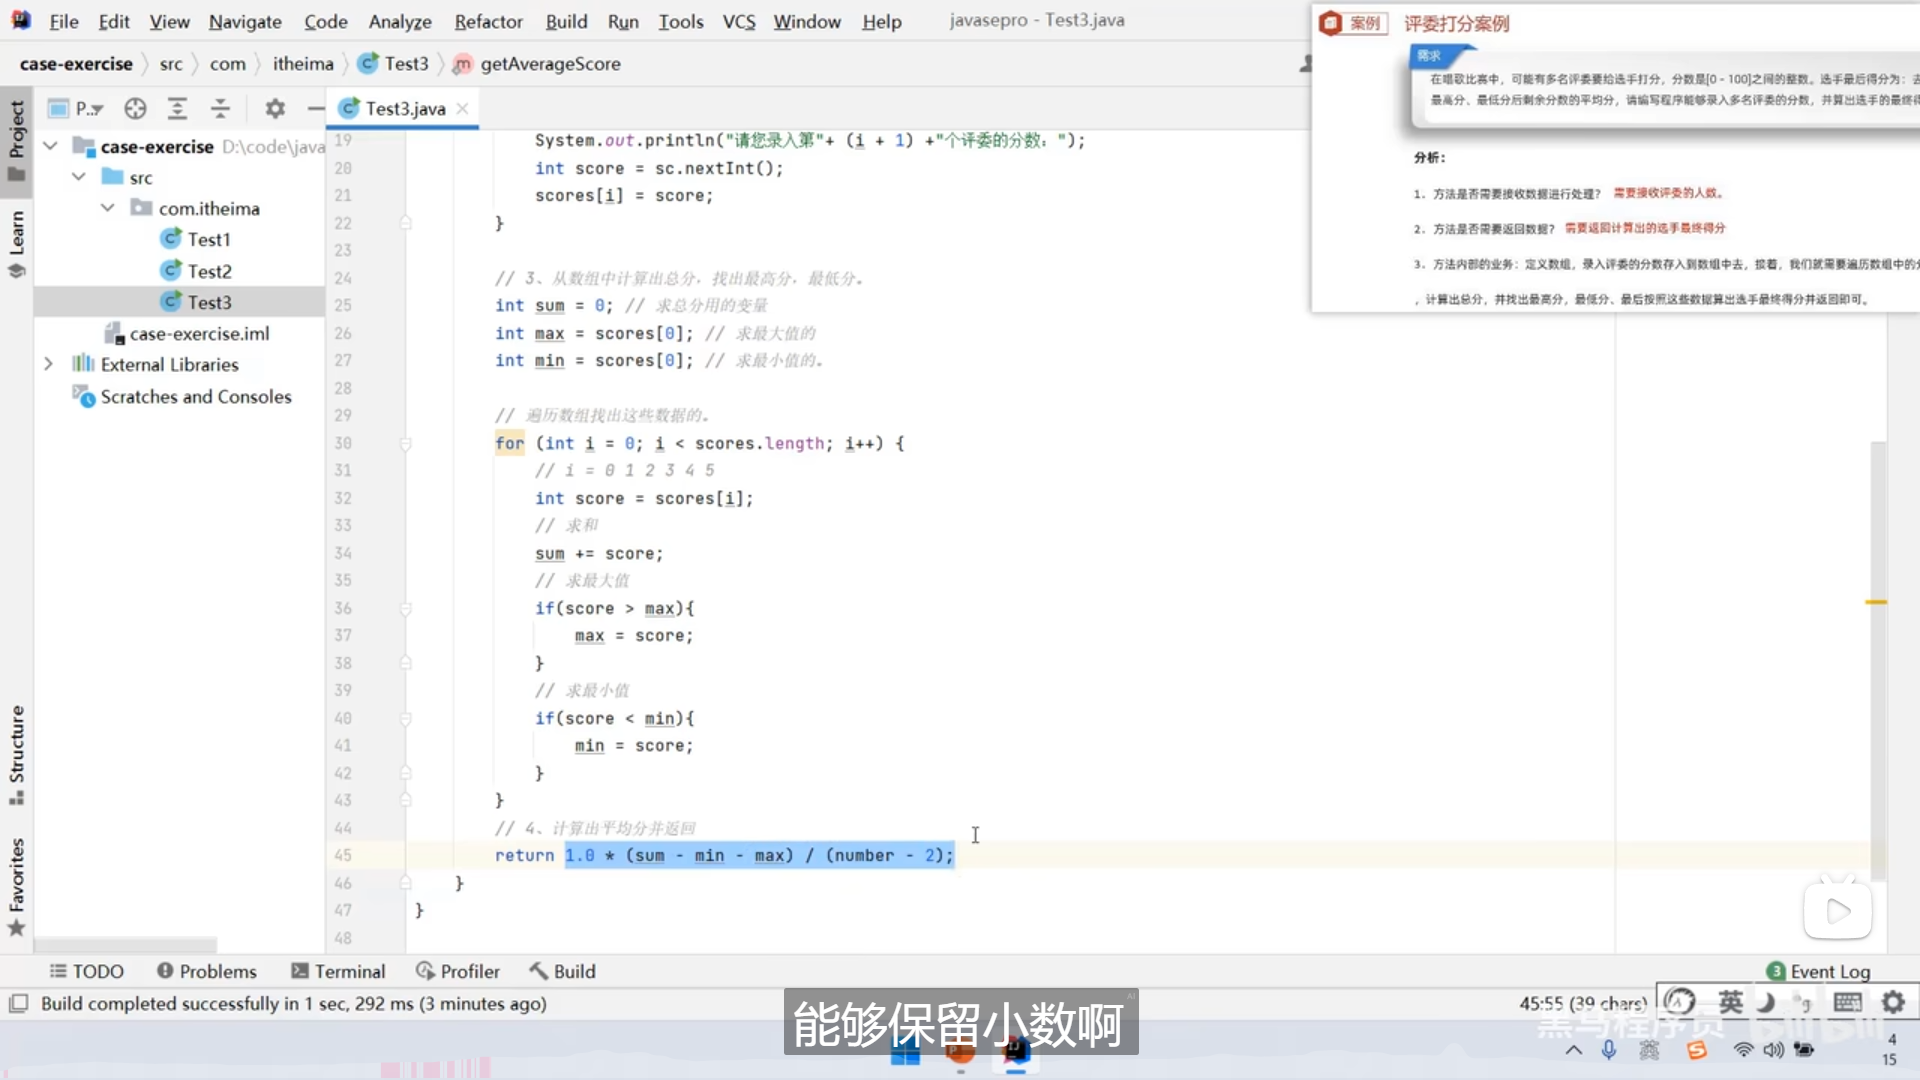 File Edit View Navigate Code Analyze Refactor Build Run Tools VCS Window Help javasepro - Test3.java
case-exercise src com itheima Test3 getAverageScore
P..
Test3.java
Project
Learn
Structure
Favorites
case-exercise D:\code\java
src
com.itheima
Test1
Test2
Test3
case-exercise.iml
External Libraries
Scratches and Consoles
19 System.out.println("请您录入第"+ (i + 1) +"个评委的分数：");
20 int score = sc.nextInt();
21 scores[i] = score;
22 }
23
24 // 3、从数组中计算出总分，找出最高分，最低分。
25 int sum = 0; // 求总分用的变量
26 int max = scores[0]; // 求最大值的
27 int min = scores[0]; // 求最小值的。
28
29 // 遍历数组找出这些数据的。
30 for (int i = 0; i < scores.length; i++) {
31 // i = 0 1 2 3 4 5
32 int score = scores[i];
33 // 求和
34 sum += score;
35 // 求最大值
36 if(score > max){
37 max = score;
38 }
39 // 求最小值
40 if(score < min){
41 min = score;
42 }
43 }
44 // 4、计算出平均分并返回
45 return 1.0 * (sum - min - max) / (number - 2);
46 }
47 }
48
案例 评委打分案例
需求
在唱歌比赛中，可能有多名评委要给选手打分，分数是[0 - 100]之间的整数。选手最后得分为：去
最高分、最低分后剩余分数的平均分，请编写程序能够录入多名评委的分数，并算出选手的最终得
分析：
1. 方法是否需要接收数据进行处理？ 需要接收评委的人数。
2. 方法是否需要返回数据？ 需要返回计算出的选手最终得分
3. 方法内部的业务：定义数组，录入评委的分数存入到数组中去，接着，我们就需要遍历数组中的
，计算出总分，并找出最高分，最低分、最后按照这些数据算出选手最终得分并返回即可。
TODO Problems Terminal Profiler Build 3 Event Log
Build completed successfully in 1 sec, 292 ms (3 minutes ago) 45:55 (39 chars) 英
能够保留小数啊
AI
黑马程序员 bilibili
4
15